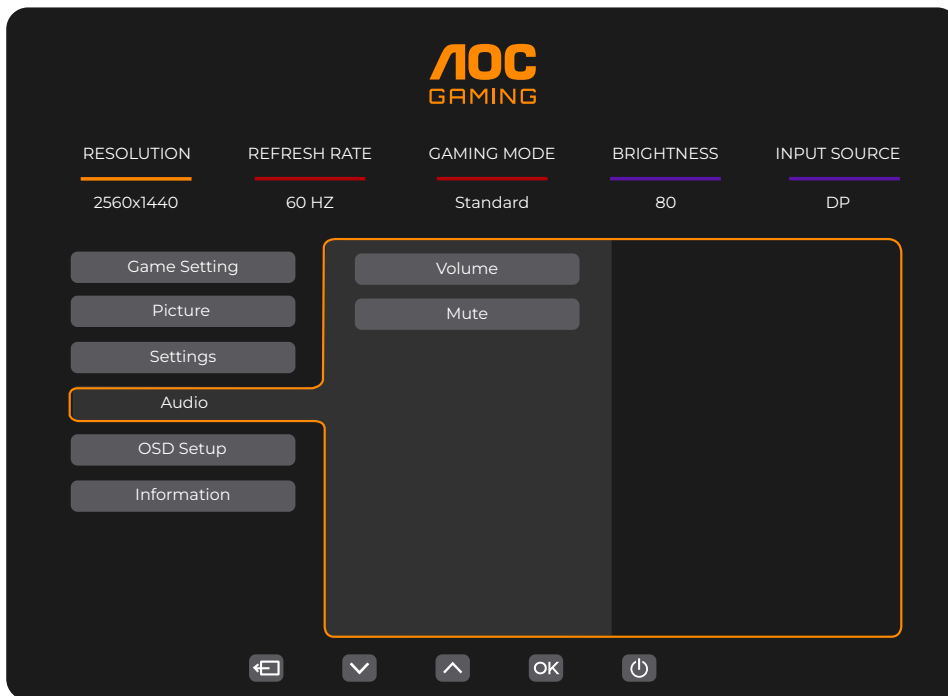 AOC
GAMING
RESOLUTION REFRESH RATE GAMING MODE BRIGHTNESS INPUT SOURCE
2560x1440 60 HZ Standard 80 DP
Game Setting
Volume
Picture
Mute
Settings
Audio
OSD Setup
Information
OK